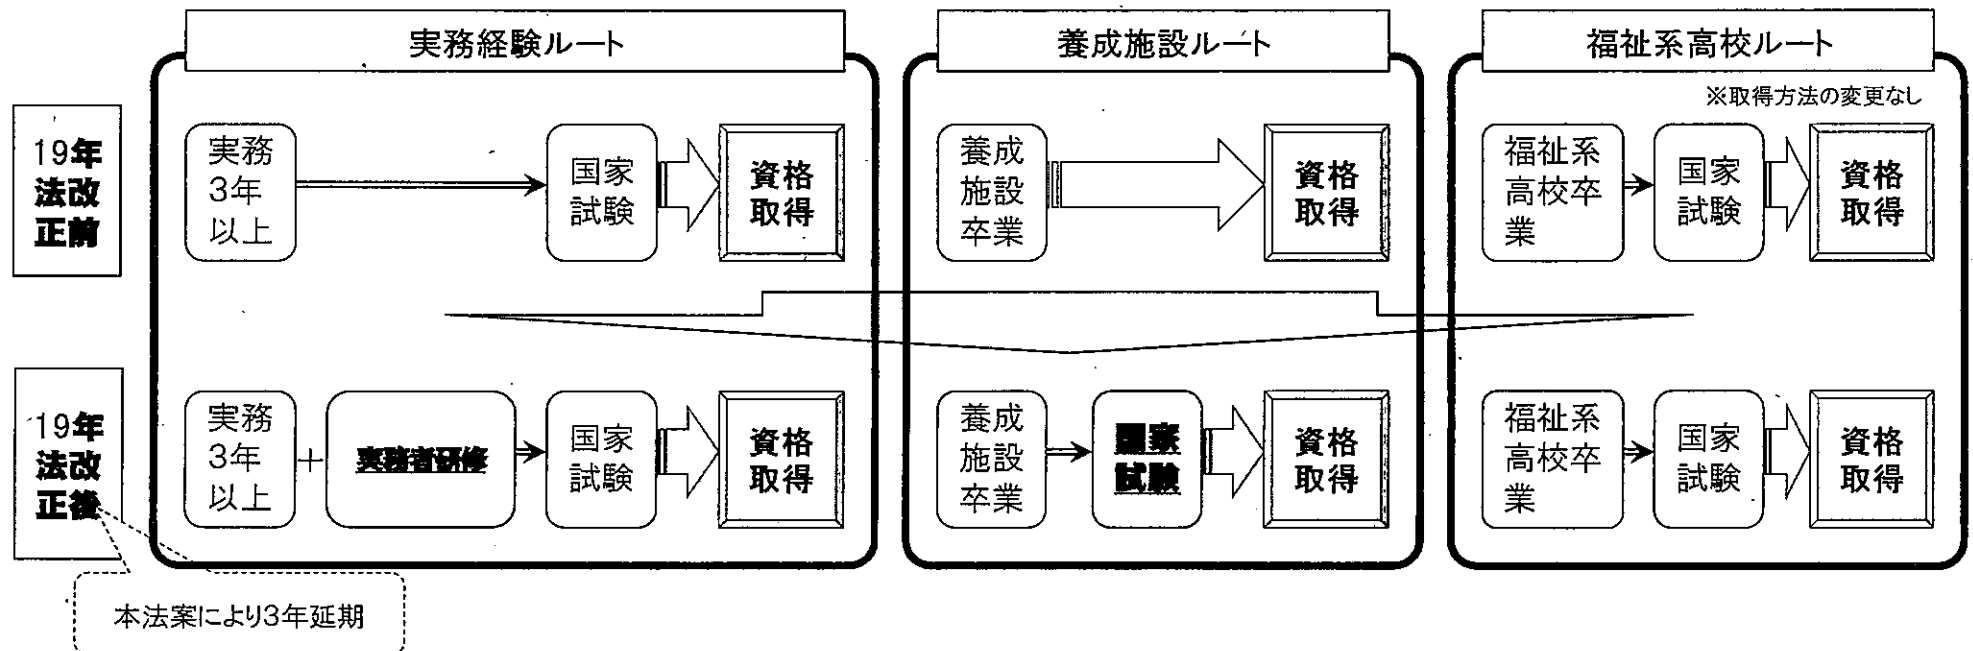 実務経験ルート
養成施設ルート
福祉系高校ルート
※取得方法の変更なし
19年
法改
正前
実務
3年
以上
国家
試験
資格
取得
養成
施設
卒業
資格
取得
福祉系
高校卒
業
国家
試験
資格
取得
19年
法改
正後
実務
3年
以上
+
実務者研修
国家
試験
資格
取得
養成
施設
卒業
国家
試験
資格
取得
福祉系
高校卒
業
国家
試験
資格
取得
本法案により3年延期